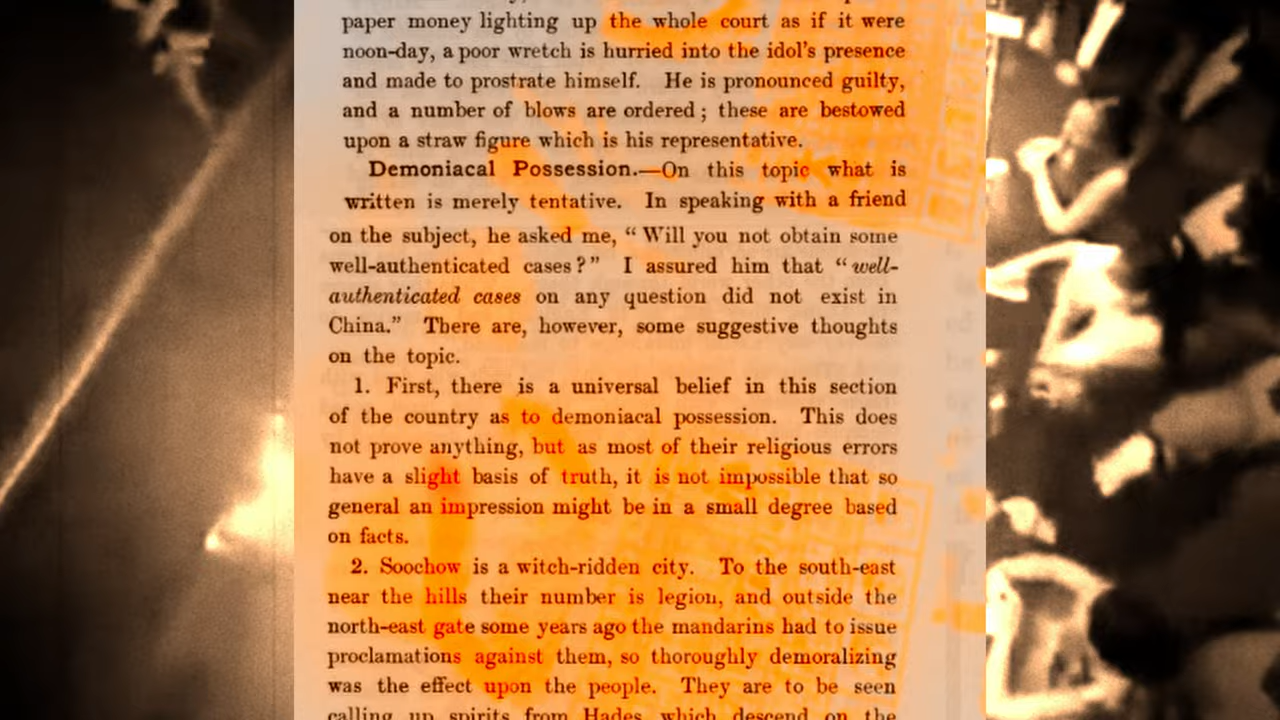 paper money lighting up the whole court as if it were
noon-day, a poor wretch is hurried into the idol's presence
and made to prostrate himself. He is pronounced guilty,
and a number of blows are ordered; these are bestowed
upon a straw figure which is his representative.
Demoniacal Possession.—On this topic what is
written is merely tentative. In speaking with a friend
on the subject, he asked me, “Will you not obtain some
well-authenticated cases?” I assured him that “well-
authenticated cases on any question did not exist in
China.” There are, however, some suggestive thoughts
on the topic.
1. First, there is a universal belief in this section
of the country as to demoniacal possession. This does
not prove anything, but as most of their religious errors
have a slight basis of truth, it is not impossible that so
general an impression might be in a small degree based
on facts.
2. Soochow is a witch-ridden city. To the south-east
near the hills their number is legion, and outside the
north-east gate some years ago the mandarins had to issue
proclamations against them, so thoroughly demoralizing
was the effect upon the people. They are to be seen
calling up spirits from Hades which descend on the